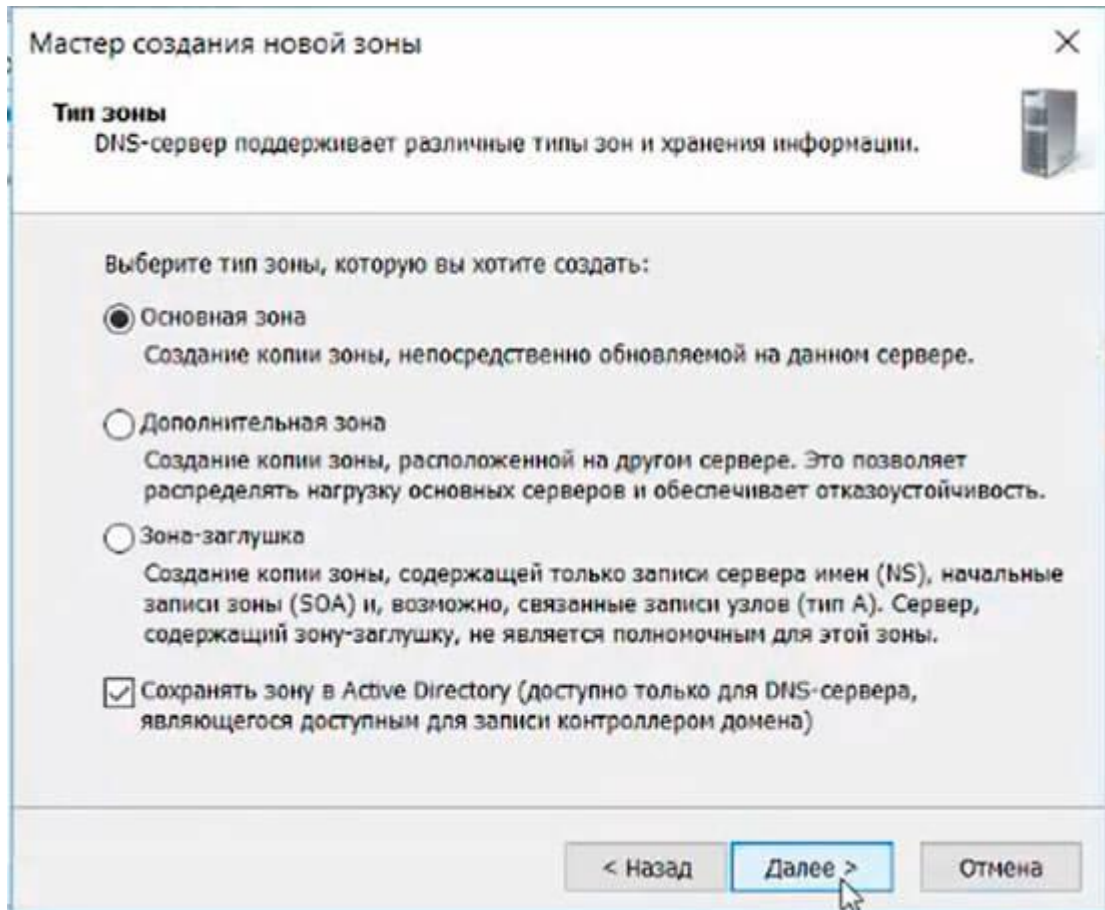 Мастер создания новой зоны
Тип зоны
DNS-сервер поддерживает различные типы зон и хранения информации.
Выберите тип зоны, которую вы хотите создать:
Основная зона
Создание копии зоны, непосредственно обновляемой на данном сервере.
Дополнительная зона
Создание копии зоны, расположенной на другом сервере. Это позволяет
распределять нагрузку основных серверов и обеспечивает отказоустойчивость.
Зона-заглушка
Создание копии зоны, содержащей только записи сервера имен (NS), начальные
записи зоны (SOA) и, возможно, связанные записи узлов (тип A). Сервер,
содержащий зону-заглушку, не является полномочным для этой зоны.
Сохранять зону в Active Directory (доступно только для DNS-сервера,
являющегося доступным для записи контроллером домена)
< Назад
Далее >
Отмена